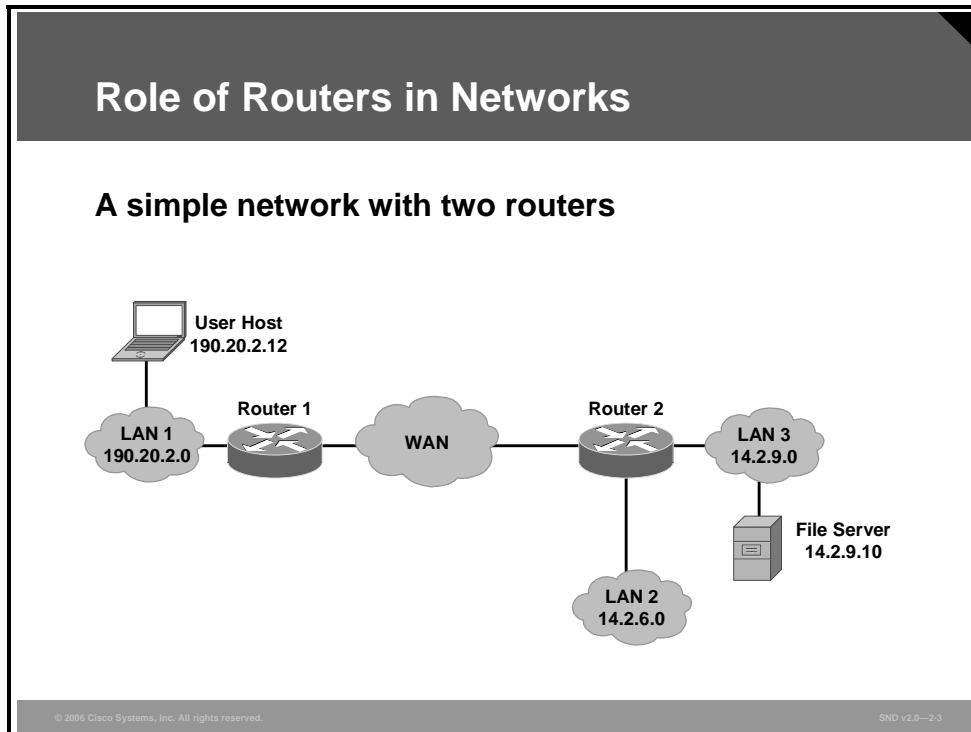 Role of Routers in Networks
A simple network with two routers
User Host
190.20.2.12
Router 1
Router 2
LAN 1
190.20.2.0
WAN
LAN 3
14.2.9.0
File Server
14.2.9.10
LAN 2
14.2.6.0
© 2006 Cisco Systems, Inc. All rights reserved.
SND v2.0—2-3